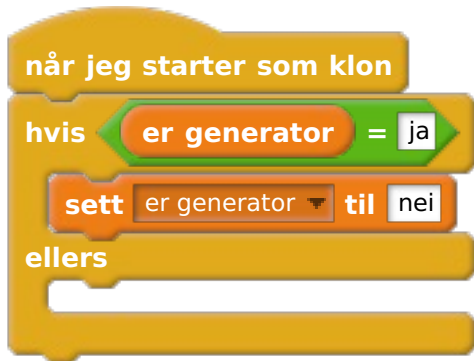 når jeg starter som klon
hvis er generator = ja
sett er generator til nei
ellers